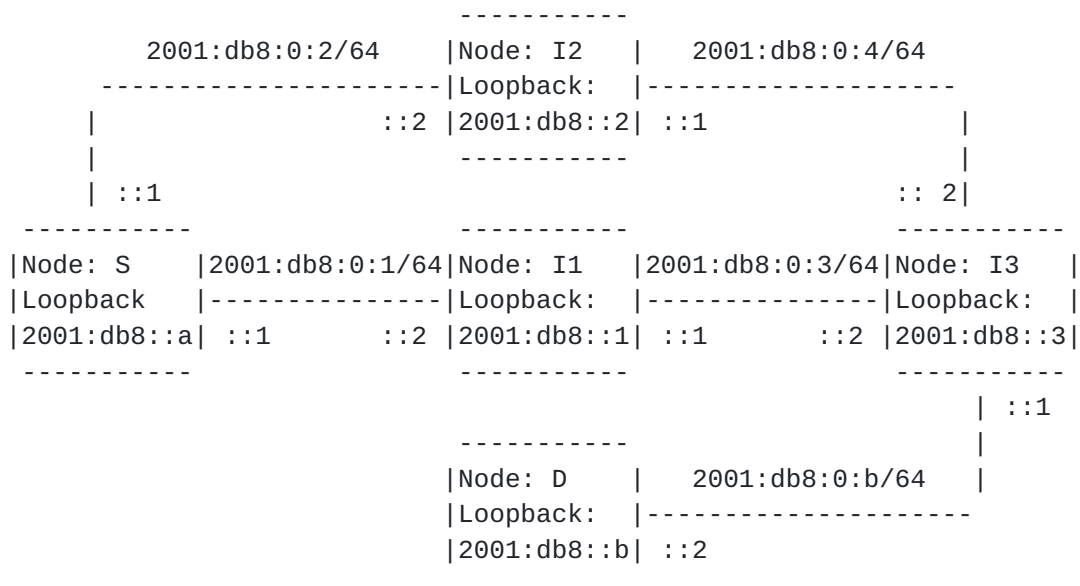 2001:db8:0:2/64 |Node: I2 | 2001:db8:0:4/64
|Loopback: |
::2 |2001:db8::2| ::1
::1 :: 2|
|Node: S |2001:db8:0:1/64|Node: I1 |2001:db8:0:3/64|Node: I3 |
|Loopback |---------------|Loopback: |---------------|Loopback: |
|2001:db8::a| ::1 ::2 |2001:db8::1| ::1 ::2 |2001:db8::3|
| ::1
|Node: D | 2001:db8:0:b/64 |
|Loopback: |----------------------
|2001:db8::b| ::2